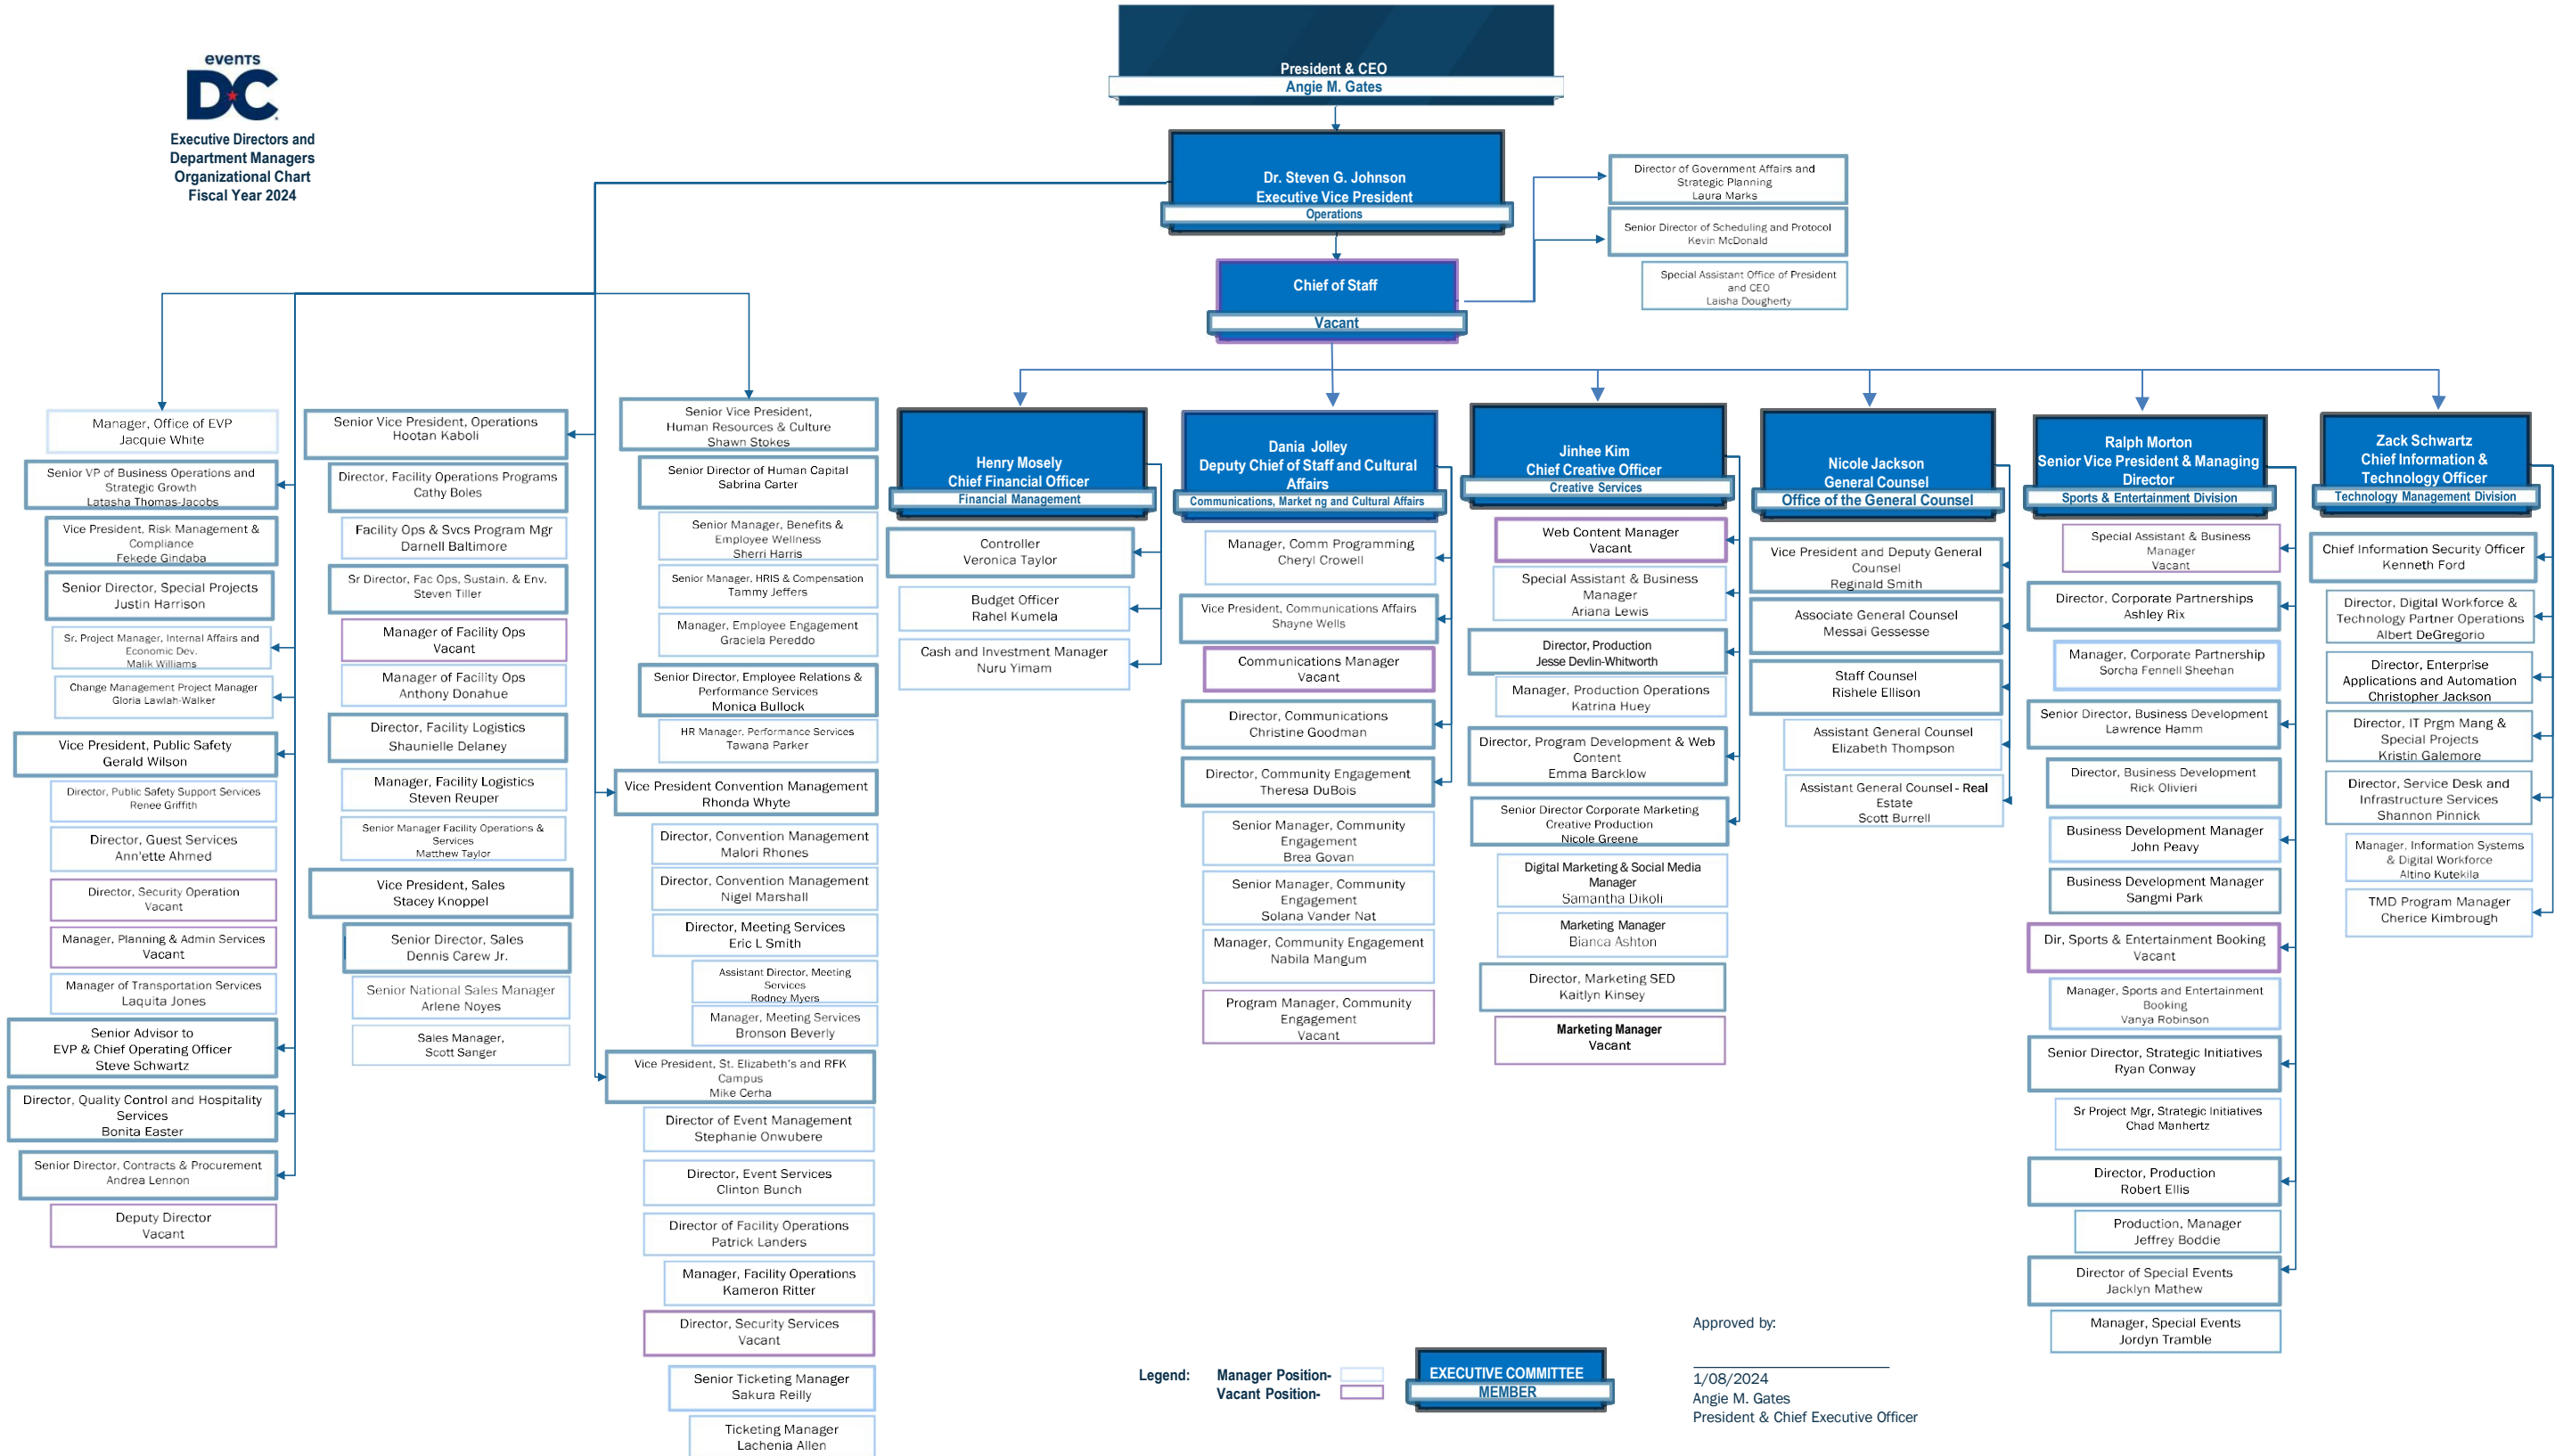 events
DC
Executive Directors and
Department Managers
Organizational Chart
Fiscal Year 2024
President & CEO
Angie M. Gates
Dr. Steven G. Johnson
Executive Vice President
Operations
Chief of Staff
Vacant
Director of Government Affairs and
Strategic Planning
Laura Marks
Senior Director of Scheduling and Protocol
Kevin McDonald
Special Assistant Office of President
and CEO
Laisha Dougherty
Manager, Office of EVP
Jacquie White
Senior VP of Business Operations and
Strategic Growth
Latasha Thomas-Jacobs
Vice President, Risk Management &
Compliance
Fekede Gindaba
Senior Director, Special Projects
Justin Harrison
Sr. Project Manager, Internal Affairs and
Economic Dev.
Malik Williams
Change Management Project Manager
Gloria Lawlah-Walker
Vice President, Public Safety
Gerald Wilson
Director, Public Safety Support Services
Renee Griffith
Director, Guest Services
Ann'ette Ahmed
Director, Security Operation
Vacant
Manager, Planning & Admin Services
Vacant
Manager of Transportation Services
Laquita Jones
Senior Advisor to
EVP & Chief Operating Officer
Steve Schwartz
Director, Quality Control and Hospitality
Services
Bonita Easter
Senior Director, Contracts & Procurement
Andrea Lennon
Deputy Director
Vacant
Senior Vice President, Operations
Hootan Kaboli
Director, Facility Operations Programs
Cathy Boles
Facility Ops & Svcs Program Mgr
Darnell Baltimore
Sr Director, Fac Ops, Sustain. & Env.
Steven Tiller
Manager of Facility Ops
Vacant
Manager of Facility Ops
Anthony Donahue
Director, Facility Logistics
Shaunielle Delaney
Manager, Facility Logistics
Steven Reuper
Senior Manager Facility Operations &
Services
Matthew Taylor
Vice President, Sales
Stacey Knoppel
Senior Director, Sales
Dennis Carew Jr.
Senior National Sales Manager
Arlene Noyes
Sales Manager,
Scott Sanger
Senior Vice President,
Human Resources & Culture
Shawn Stokes
Senior Director of Human Capital
Sabrina Carter
Senior Manager, Benefits &
Employee Wellness
Sherri Harris
Senior Manager, HRIS & Compensation
Tammy Jeffers
Manager, Employee Engagement
Graciela Pereddo
Senior Director, Employee Relations &
Performance Services
Monica Bullock
HR Manager, Performance Services
Tawana Parker
Vice President Convention Management
Rhonda Whyte
Director, Convention Management
Malori Rhones
Director, Convention Management
Nigel Marshall
Director, Meeting Services
Eric L Smith
Assistant Director, Meeting
Services
Rodney Myers
Manager, Meeting Services
Bronson Beverly
Vice President, St. Elizabeth's and RFK
Campus
Mike Cerha
Director of Event Management
Stephanie Onwubere
Director, Event Services
Clinton Bunch
Director of Facility Operations
Patrick Landers
Manager, Facility Operations
Kameron Ritter
Director, Security Services
Vacant
Senior Ticketing Manager
Sakura Reilly
Ticketing Manager
Lachenia Allen
Henry Mosely
Chief Financial Officer
Financial Management
Controller
Veronica Taylor
Budget Officer
Rahel Kumela
Cash and Investment Manager
Nuru Yimam
Dania Jolley
Deputy Chief of Staff and Cultural
Affairs
Communications, Market ng and Cultural Affairs
Manager, Comm Programming
Cheryl Crowell
Vice President, Communications Affairs
Shayne Wells
Communications Manager
Vacant
Director, Communications
Christine Goodman
Director, Community Engagement
Theresa DuBois
Senior Manager, Community
Engagement
Brea Govan
Senior Manager, Community
Engagement
Solana Vander Nat
Manager, Community Engagement
Nabila Mangum
Program Manager, Community
Engagement
Vacant
Jinhee Kim
Chief Creative Officer
Creative Services
Web Content Manager
Vacant
Special Assistant & Business
Manager
Ariana Lewis
Director, Production
Jesse Devlin-Whitworth
Manager, Production Operations
Katrina Huey
Director, Program Development & Web
Content
Emma Barcklow
Senior Director Corporate Marketing
Creative Production
Nicole Greene
Digital Marketing & Social Media
Manager
Samantha Dikoli
Marketing Manager
Bianca Ashton
Director, Marketing SED
Kaitlyn Kinsey
Marketing Manager
Vacant
Nicole Jackson
General Counsel
Office of the General Counsel
Vice President and Deputy General
Counsel
Reginald Smith
Associate General Counsel
Messai Gessesse
Staff Counsel
Rishele Ellison
Assistant General Counsel
Elizabeth Thompson
Assistant General Counsel - Real
Estate
Scott Burrell
Ralph Morton
Senior Vice President & Managing
Director
Sports & Entertainment Division
Special Assistant & Business
Manager
Vacant
Director, Corporate Partnerships
Ashley Rix
Manager, Corporate Partnership
Sorcha Fennell Sheehan
Senior Director, Business Development
Lawrence Hamm
Director, Business Development
Rick Olivieri
Business Development Manager
John Peavy
Business Development Manager
Sangmi Park
Dir, Sports & Entertainment Booking
Vacant
Manager, Sports and Entertainment
Booking
Vanya Robinson
Senior Director, Strategic Initiatives
Ryan Conway
Sr Project Mgr, Strategic Initiatives
Chad Manhertz
Director, Production
Robert Ellis
Production, Manager
Jeffrey Boddie
Director of Special Events
Jacklyn Mathew
Manager, Special Events
Jordyn Tramble
Zack Schwartz
Chief Information &
Technology Officer
Technology Management Division
Chief Information Security Officer
Kenneth Ford
Director, Digital Workforce &
Technology Partner Operations
Albert DeGregorio
Director, Enterprise
Applications and Automation
Christopher Jackson
Director, IT Prgm Mang &
Special Projects
Kristin Galemore
Director, Service Desk and
Infrastructure Services
Shannon Pinnick
Manager, Information Systems
& Digital Workforce
Altino Kutekila
TMD Program Manager
Cherice Kimbrough
Legend:
Manager Position-
Vacant Position-
EXECUTIVE COMMITTEE
MEMBER
Approved by:
1/08/2024
Angie M. Gates
President & Chief Executive Officer